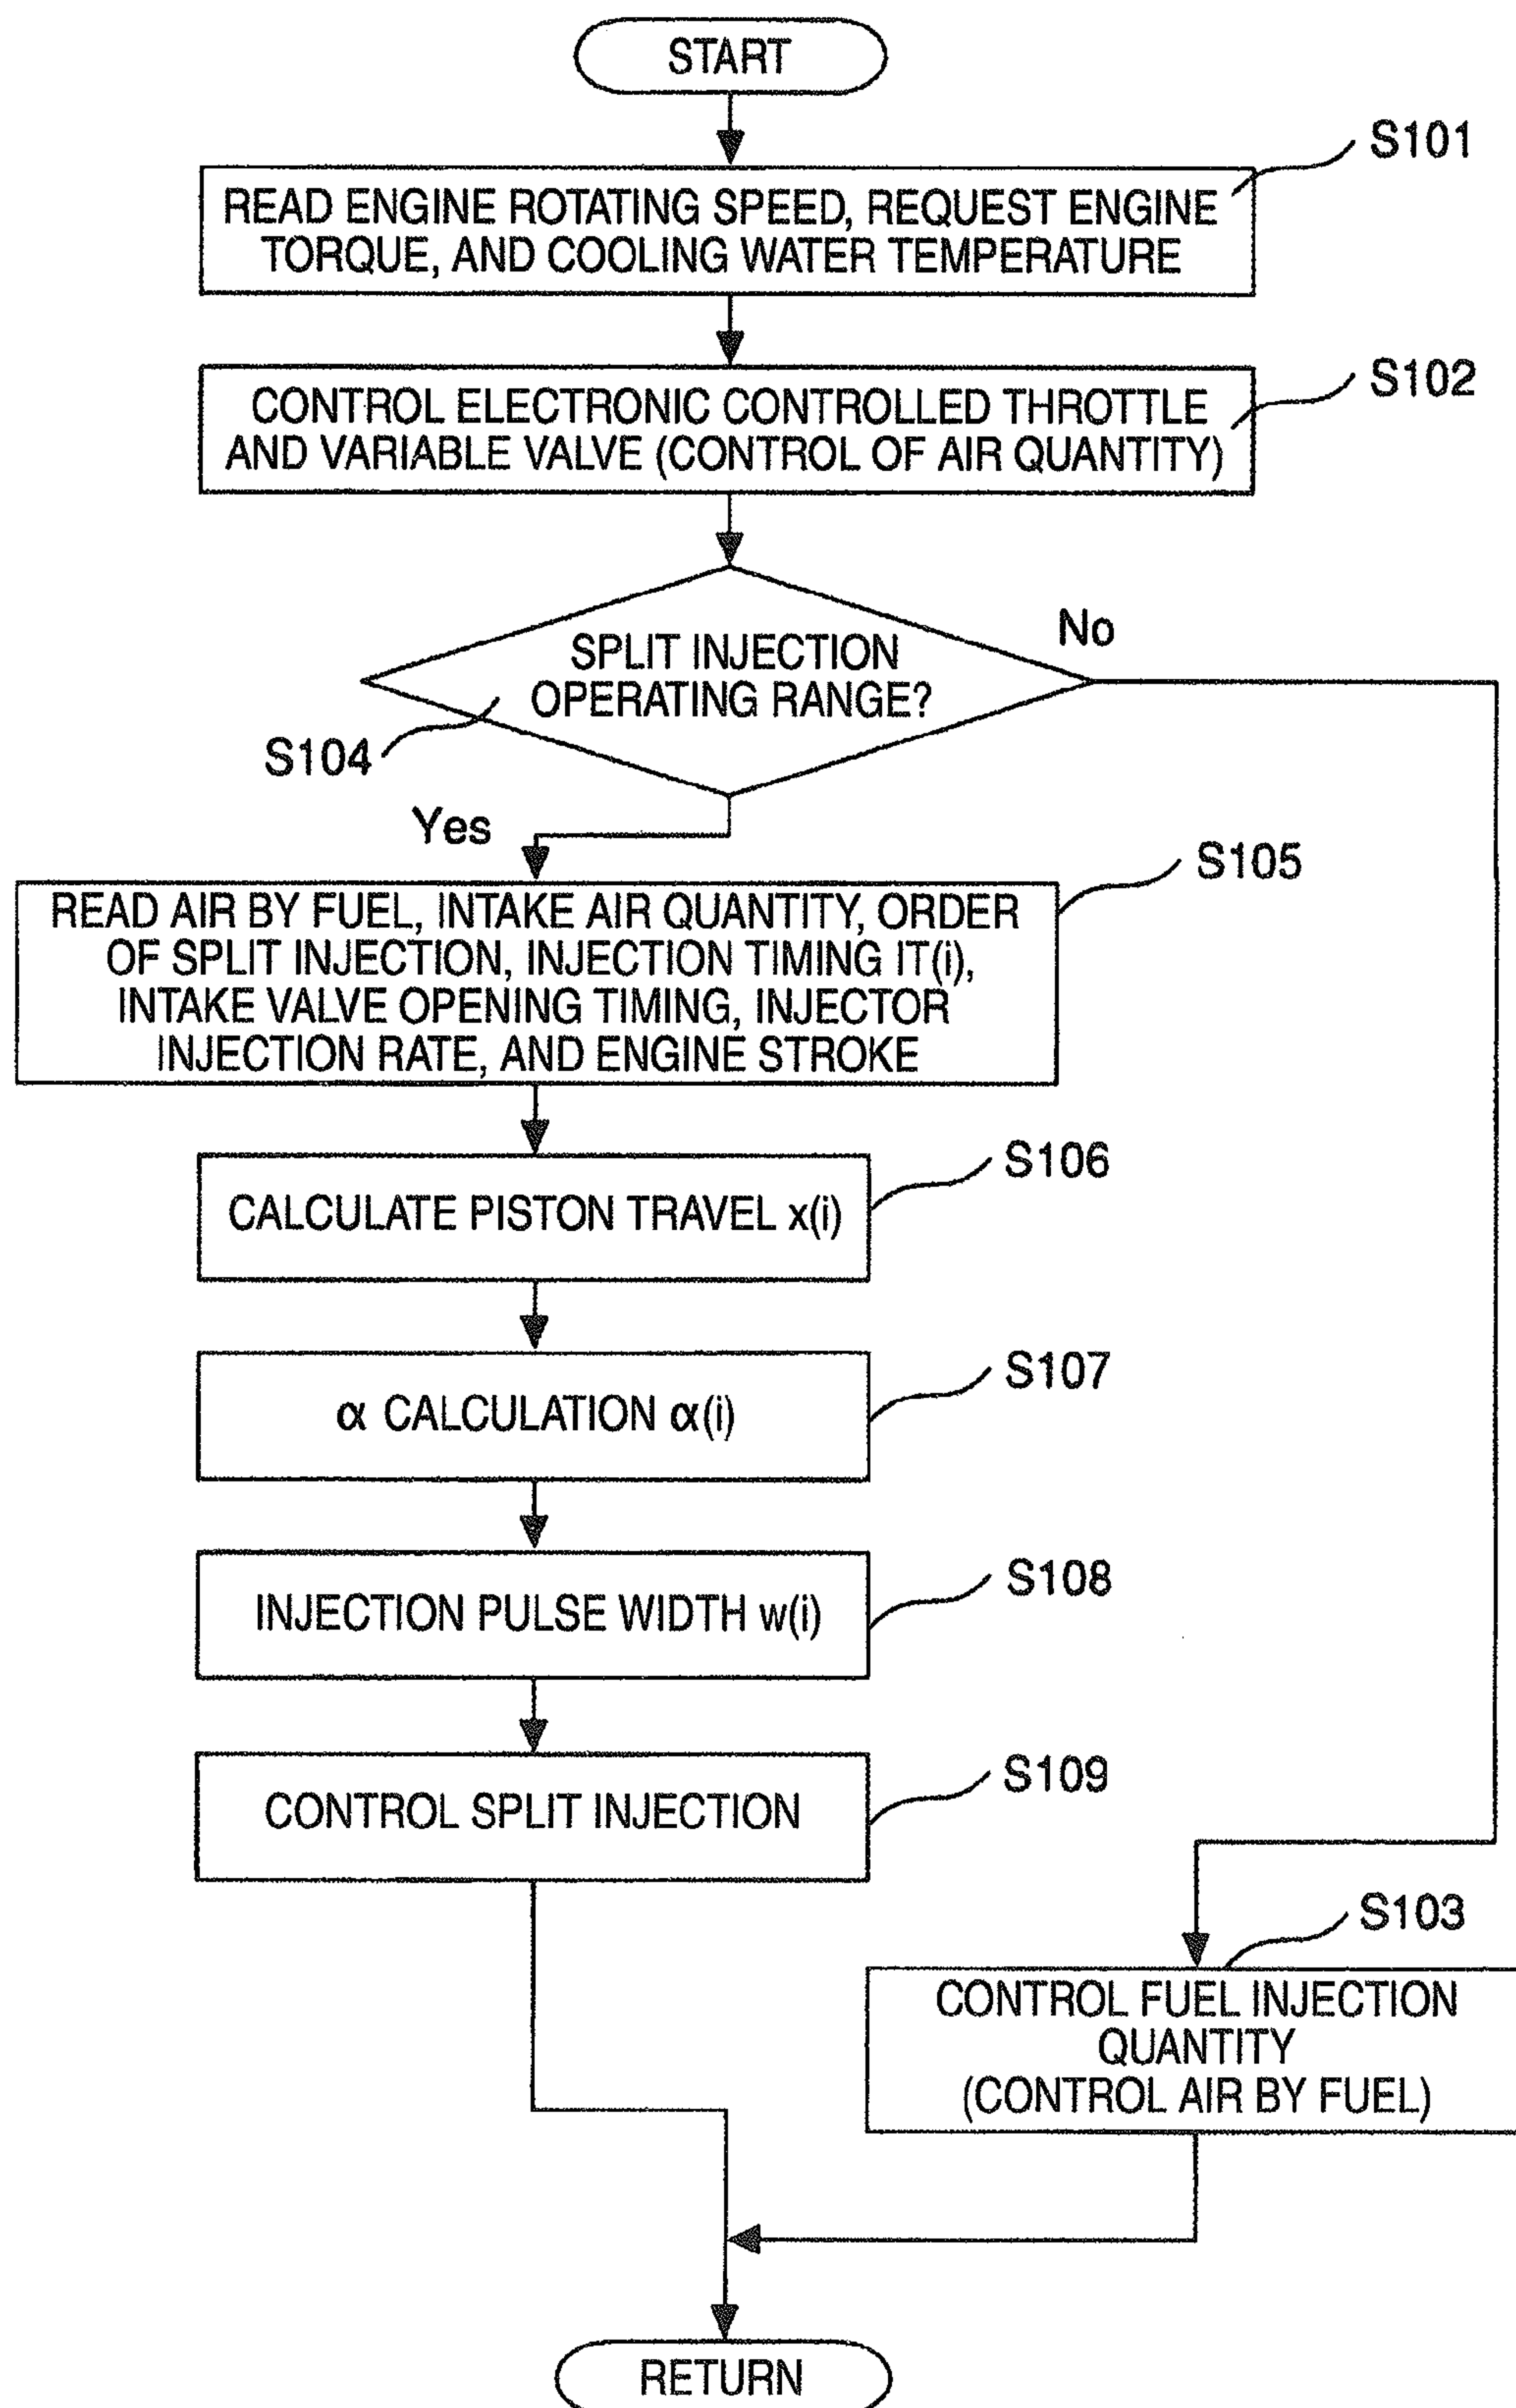 START
S101
READ ENGINE ROTATING SPEED, REQUEST ENGINE
TORQUE, AND COOLING WATER TEMPERATURE
S102
CONTROL ELECTRONIC CONTROLLED THROTTLE
AND VARIABLE VALVE (CONTROL OF AIR QUANTITY)
No
SPLIT INJECTION
OPERATING RANGE?
S104
Yes
S105
READ AIR BY FUEL, INTAKE AIR QUANTITY, ORDER
OF SPLIT INJECTION, INJECTION TIMING IT(i),
INTAKE VALVE OPENING TIMING, INJECTOR
INJECTION RATE, AND ENGINE STROKE
S106
CALCULATE PISTON TRAVEL x(i)
S107
α CALCULATION α(i)
S108
INJECTION PULSE WIDTH w(i)
S109
CONTROL SPLIT INJECTION
S103
CONTROL FUEL INJECTION
QUANTITY
(CONTROL AIR BY FUEL)
RETURN